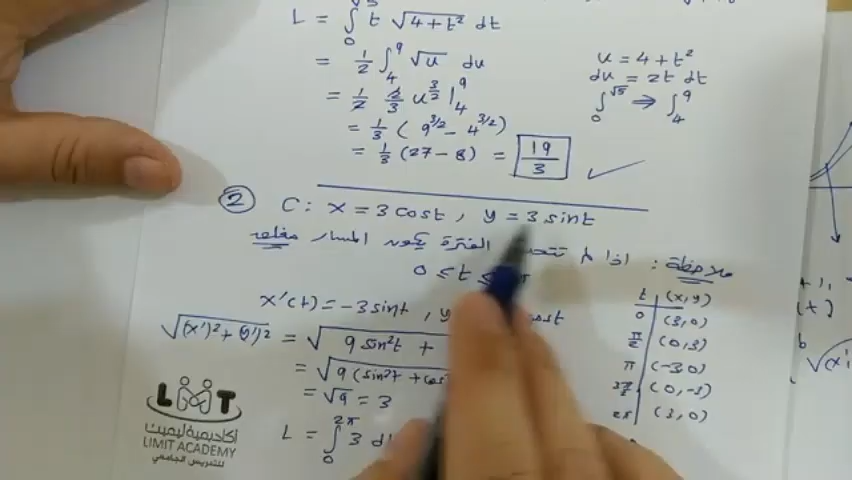 L = ∫₀^√5 t √(4+t²) dt
= 1/2 ∫₄⁹ √u du
u = 4+t²
du = 2t dt
= 1/2 2/3 u^(3/2) |₄⁹
∫₀^√5 ⇒ ∫₄⁹
= 1/3 ( 9^(3/2) − 4^(3/2) )
= 1/3 (27 − 8) = 19/3
② C: x = 3 cost, y = 3 sint
ملاحظة : اذا لم الفترة يكون المسار مغلق
0 ≤ t ≤
x'(t) = −3 sint, y
√((x')²+(y')²) = √(9 sin²t +
= √(9 (sin²t + cos
= √9 = 3
L = ∫₀^2π 3 d
t | (x,y)
0 | (3,0)
π/2 | (0,3)
π | (−3,0)
3π/2 | (0,−3)
2π | (3,0)
LIMIT
أكاديمية ليميت
LIMIT ACADEMY
للتدريس الجامعي